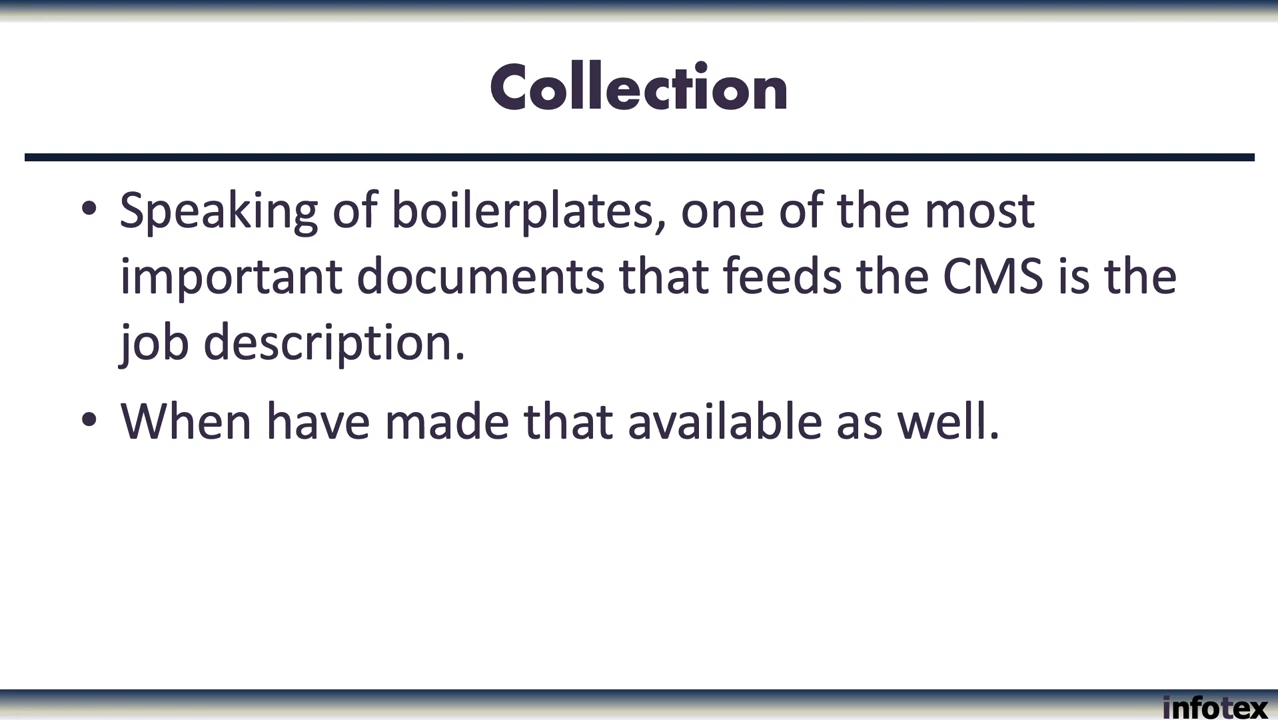 Collection
• Speaking of boilerplates, one of the most
important documents that feeds the CMS is the
job description.
• When have made that available as well.
infotex